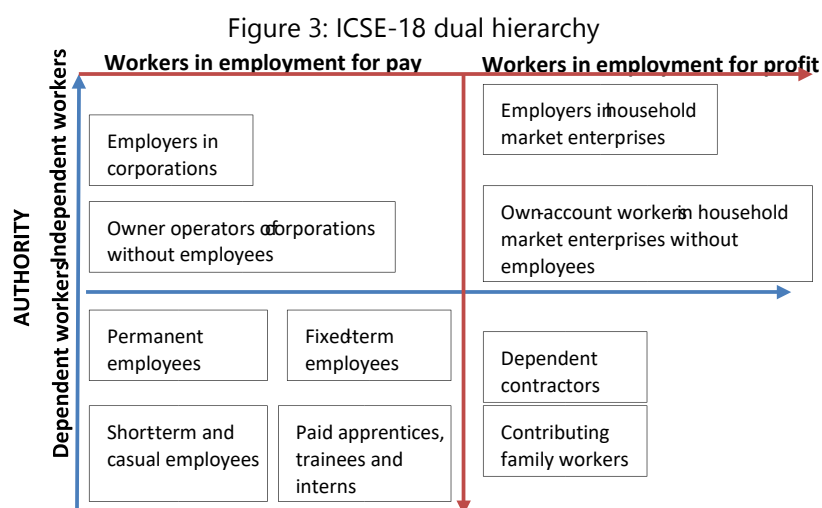 Figure 3: ICSE-18 dual hierarchy
Workers in employment for pay
Workers in employment for profit
AUTHORITY
Independent workers
Dependent workers
Employers in
corporations
Employers in household
market enterprises
Owner operators of corporations
without employees
Own-account workers in household
market enterprises without
employees
Permanent
employees
Fixed-term
employees
Dependent
contractors
Short-term and
casual employees
Paid apprentices,
trainees and
interns
Contributing
family workers